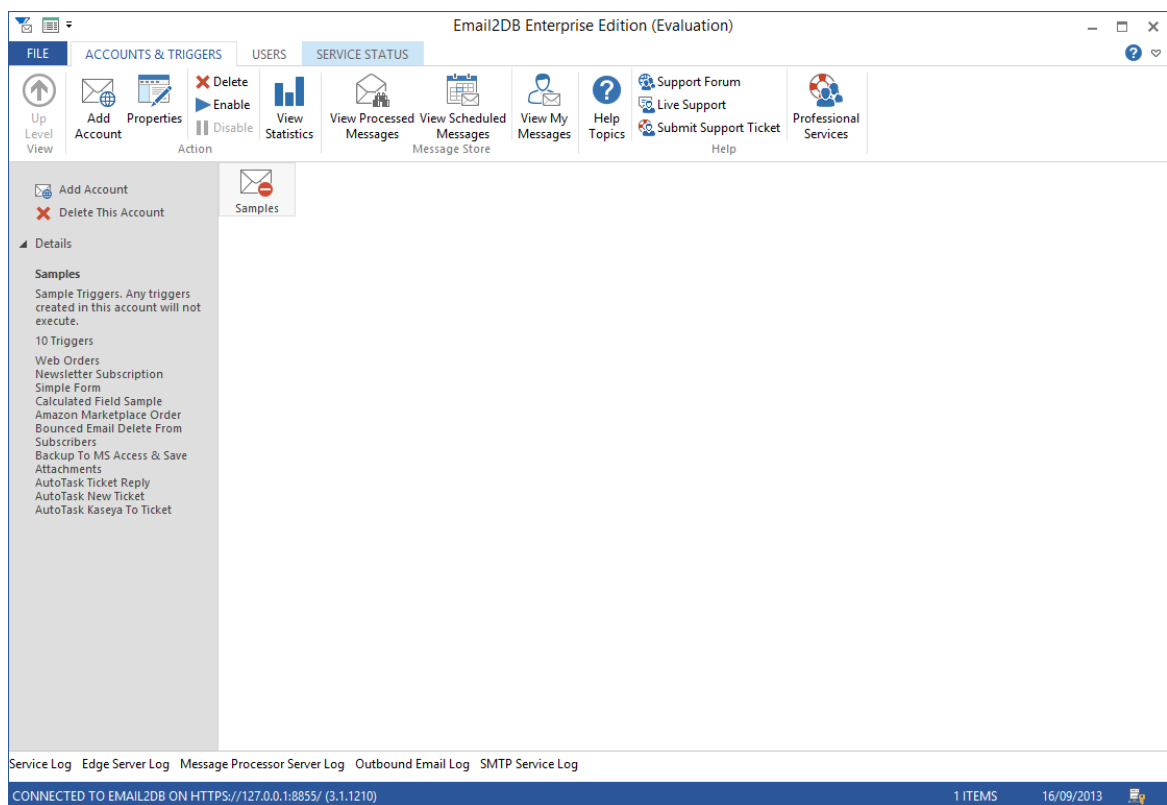 Email2DB Enterprise Edition (Evaluation)
FILE ACCOUNTS & TRIGGERS USERS SERVICE STATUS
Up Level View
Add Account
Properties
Delete
Enable
Disable
View Statistics
Action
View Processed Messages
View Scheduled Messages
View My Messages
Message Store
Help Topics
Support Forum
Live Support
Submit Support Ticket
Help
Professional Services
Add Account
Delete This Account
Details
Samples
Sample Triggers. Any triggers
created in this account will not
execute.
10 Triggers
Web Orders
Newsletter Subscription
Simple Form
Calculated Field Sample
Amazon Marketplace Order
Bounced Email Delete From
Subscribers
Backup To MS Access & Save
Attachments
AutoTask Ticket Reply
AutoTask New Ticket
AutoTask Kaseya To Ticket
Samples
Service Log Edge Server Log Message Processor Server Log Outbound Email Log SMTP Service Log
CONNECTED TO EMAIL2DB ON HTTPS://127.0.0.1:8855/ (3.1.1210) 1 ITEMS 16/09/2013